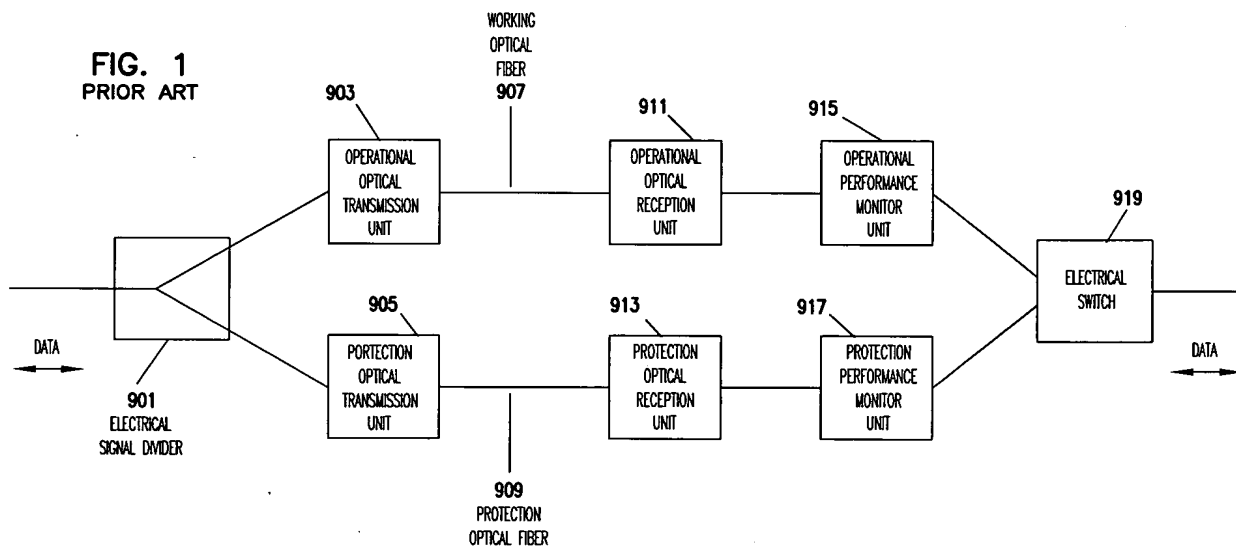 FIG. 1
PRIOR ART
WORKING
OPTICAL
FIBER
907
903
OPERATIONAL
OPTICAL
TRANSMISSION
UNIT
911
OPERATIONAL
OPTICAL
RECEPTION
UNIT
915
OPERATIONAL
PERFORMANCE
MONITOR
UNIT
919
ELECTRICAL
SWITCH
DATA
901
ELECTRICAL
SIGNAL DIVIDER
905
PORTECTION
OPTICAL
TRANSMISSION
UNIT
909
PROTECTION
OPTICAL FIBER
913
PROTECTION
OPTICAL
RECEPTION
UNIT
917
PROTECTION
PERFORMANCE
MONITOR
UNIT
DATA